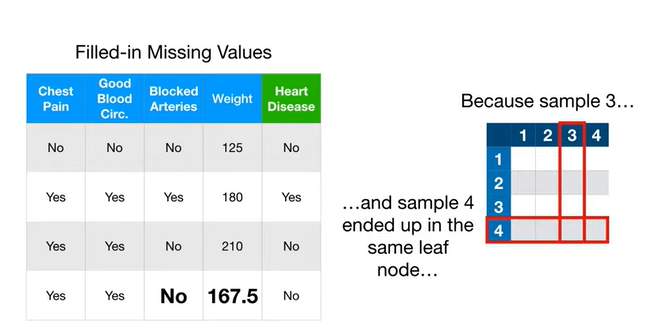 Filled-in Missing Values
Chest Pain Good Blood Circ. Blocked Arteries Weight Heart Disease
No No No 125 No
Yes Yes Yes 180 Yes
Yes Yes No 210 No
Yes Yes No 167.5 No
Because sample 3...
1 2 3 4
1
2
3
4
...and sample 4
ended up in the
same leaf
node...